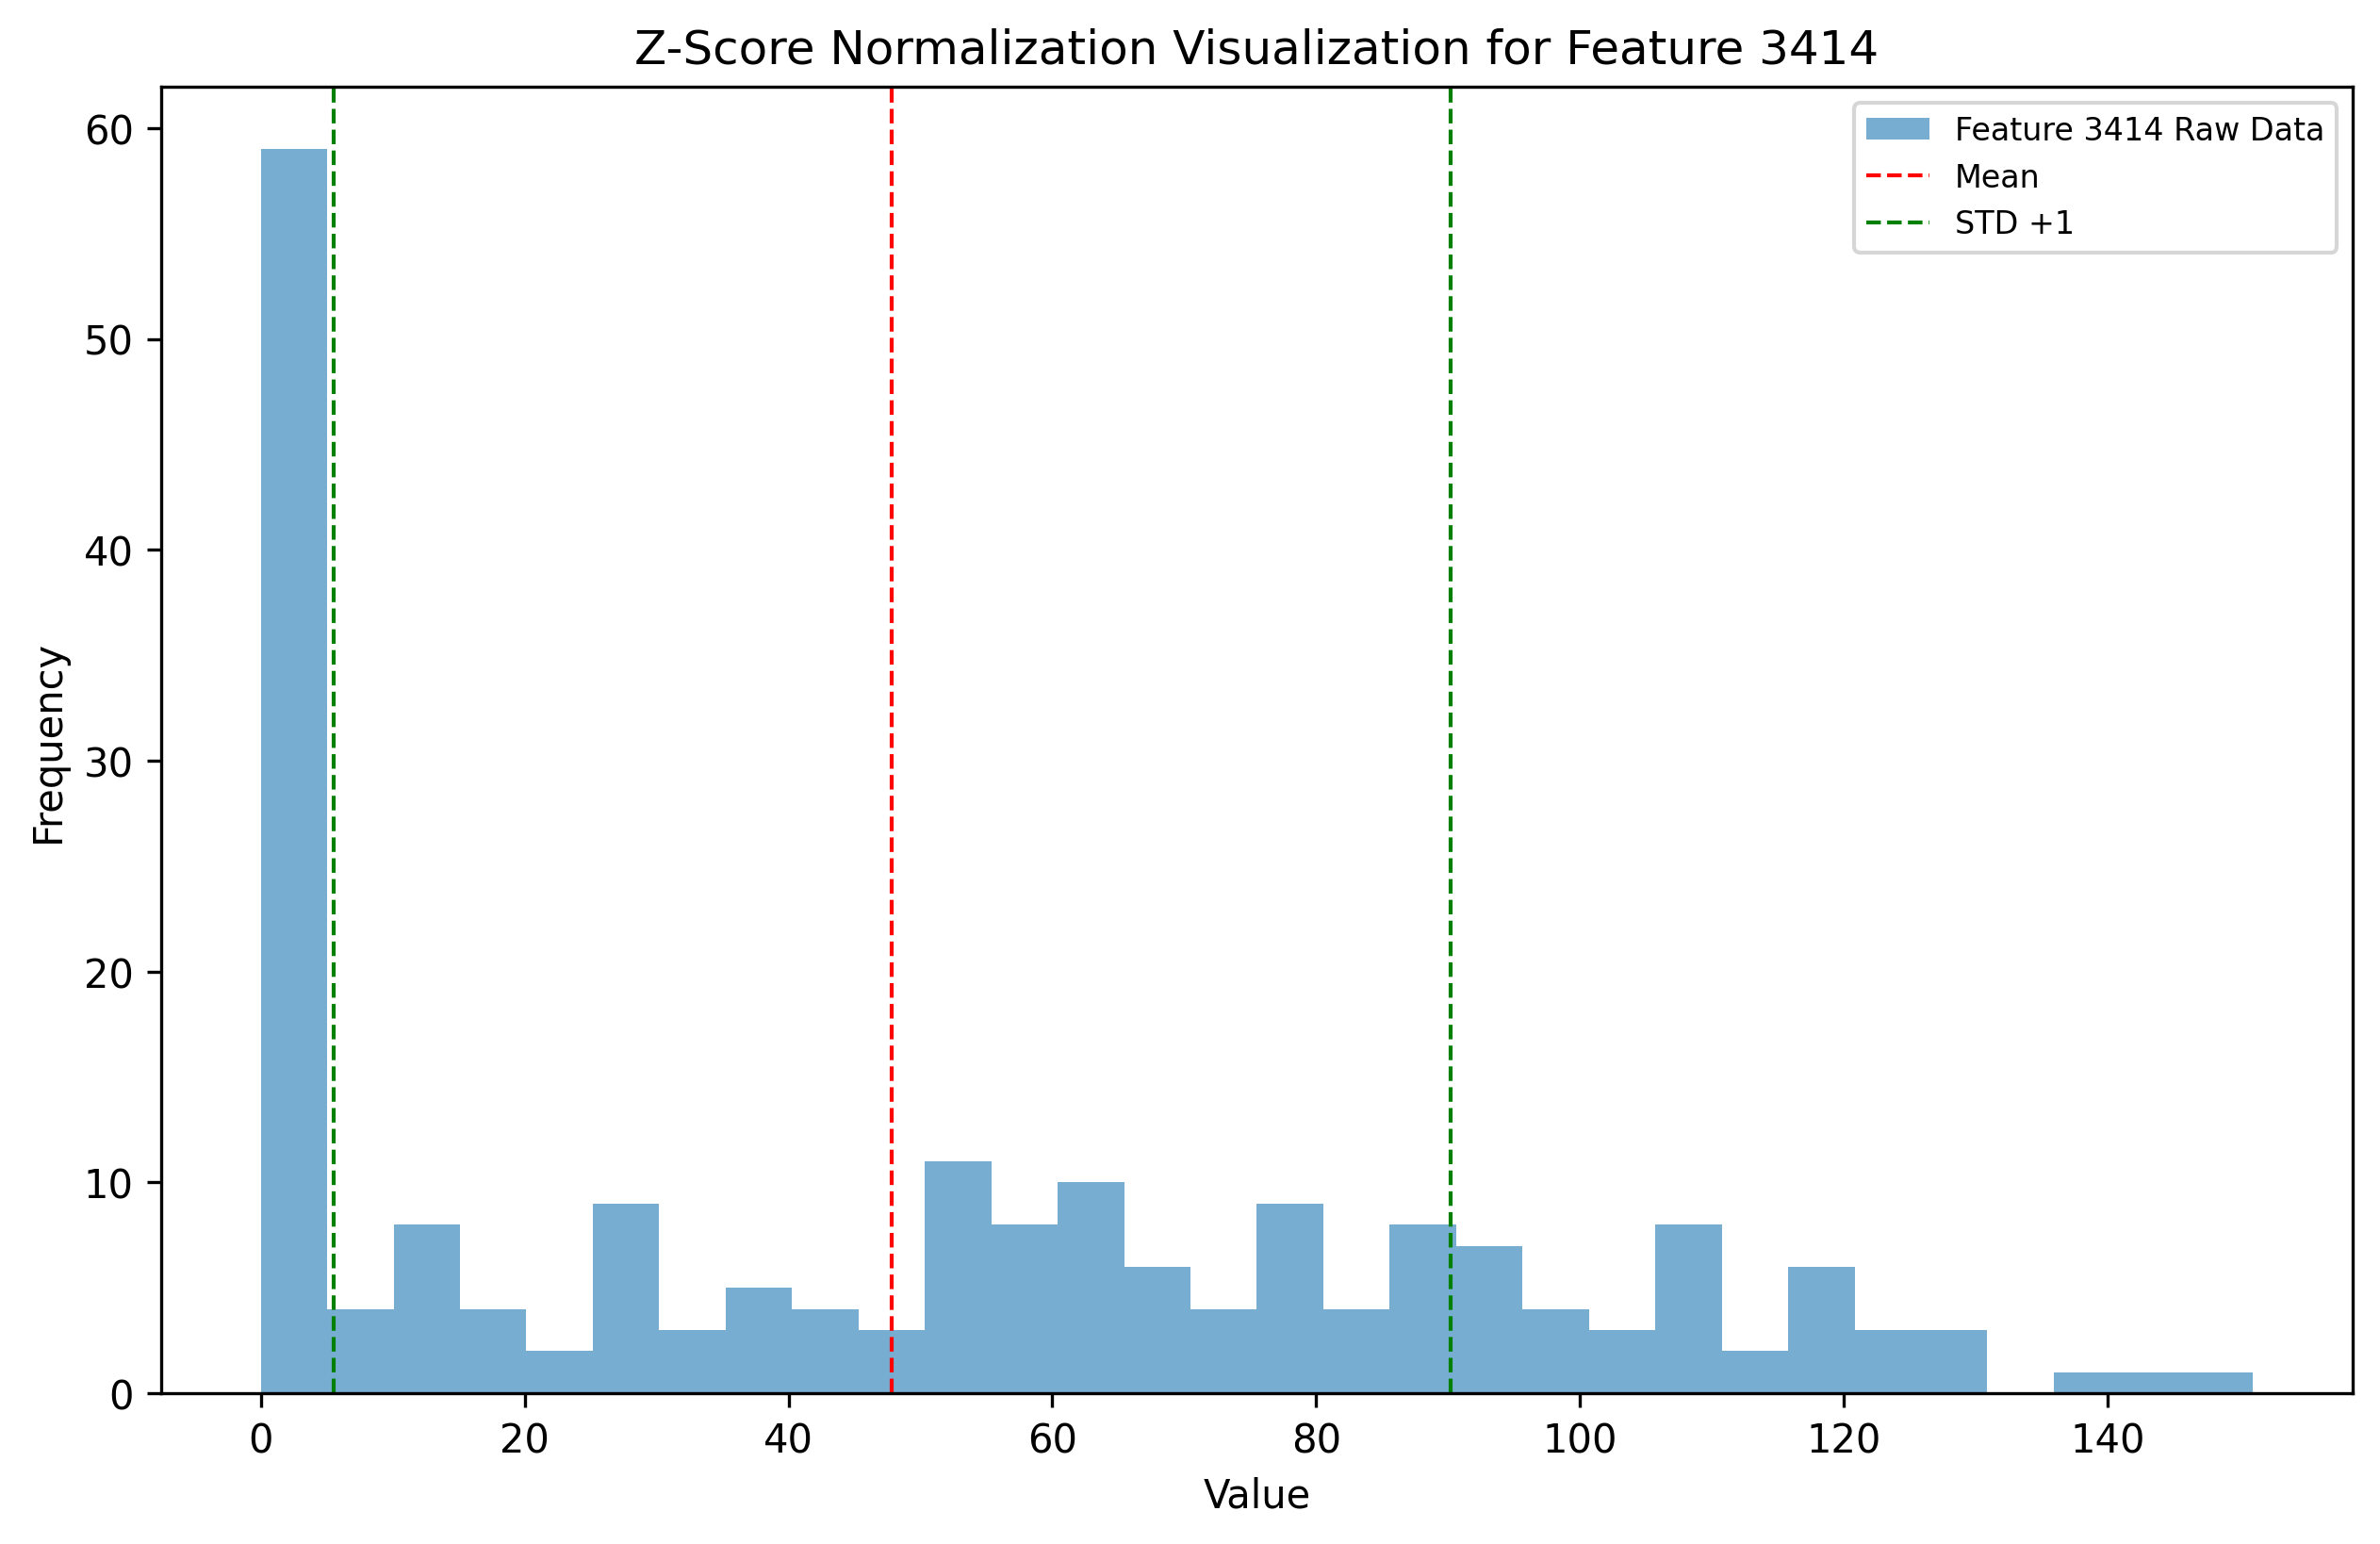 Z-Score Normalization Visualization for Feature 3414
Feature 3414 Raw Data
Mean
STD +1
60
50
40
30
20
10
0
Frequency
0 20 40 60 80 100 120 140
Value